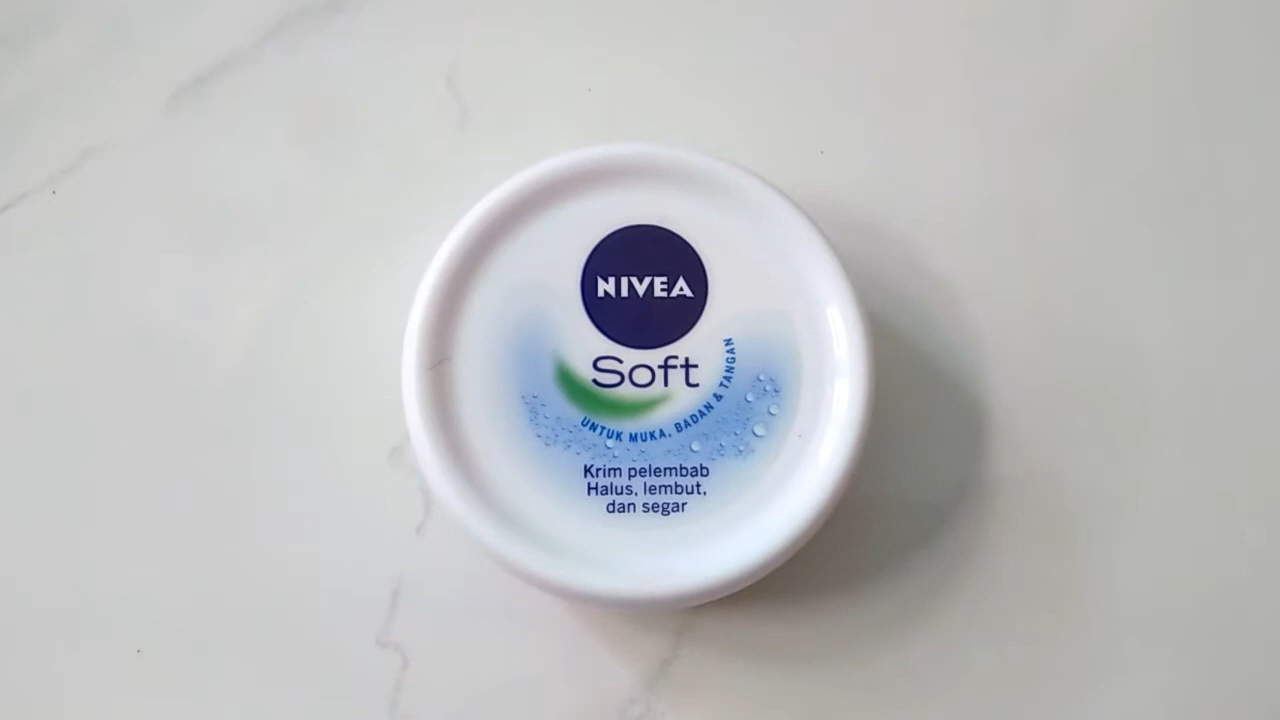 NIVEA
Soft
UNTUK MUKA, BADAN & TANGAN
Krim pelembab
Halus, lembut,
dan segar